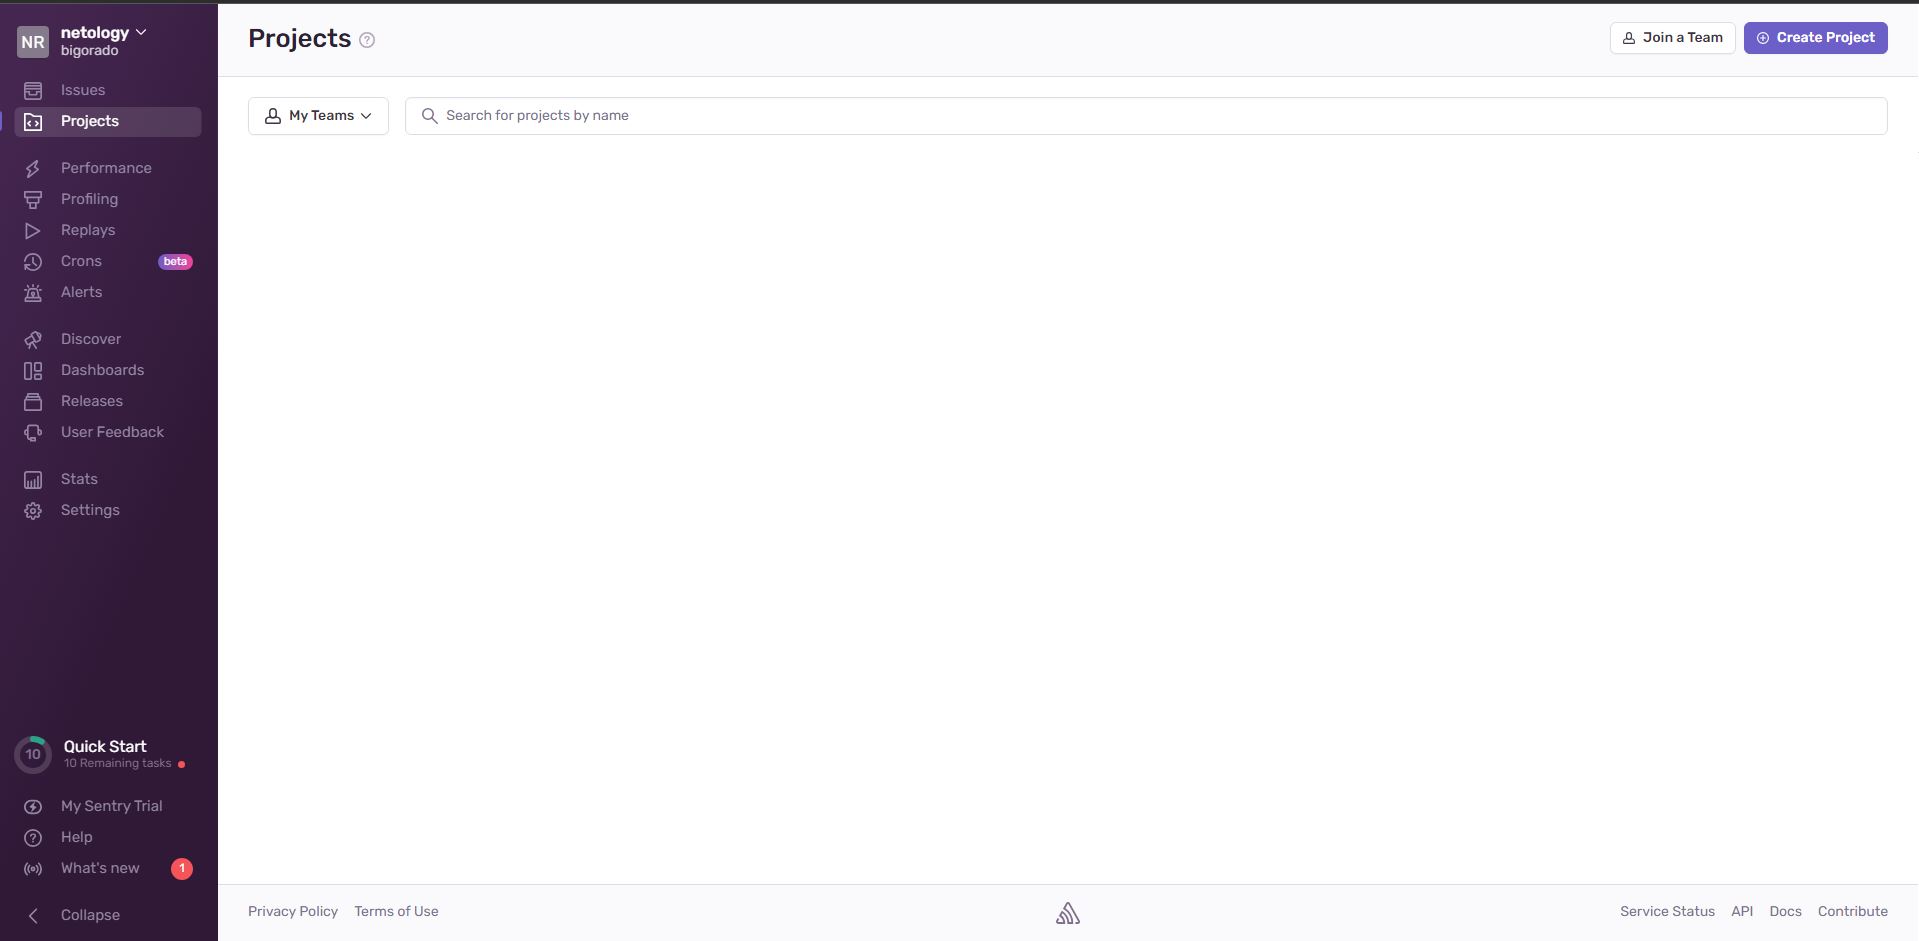 NR
netology
bigorado
Issues
Projects
Performance
Profiling
Replays
Crons
beta
Alerts
Discover
Dashboards
Releases
User Feedback
Stats
Settings
10
Quick Start
10 Remaining tasks
My Sentry Trial
Help
What's new
1
Collapse
Projects
Join a Team
Create Project
My Teams
Search for projects by name
Privacy Policy
Terms of Use
Service Status
API
Docs
Contribute